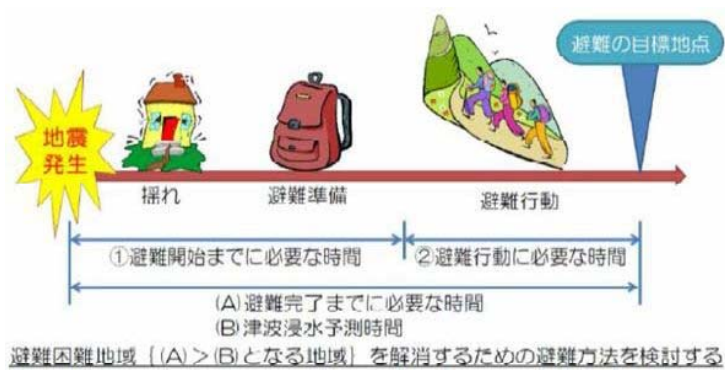 避難の目標地点
地震
発生
揺れ
避難準備
避難行動
①避難開始までに必要な時間
②避難行動に必要な時間
(A)避難完了までに必要な時間
(B)津波浸水予測時間
避難困難地域{(A)>(B)となる地域}を解消するための避難方法を検討する